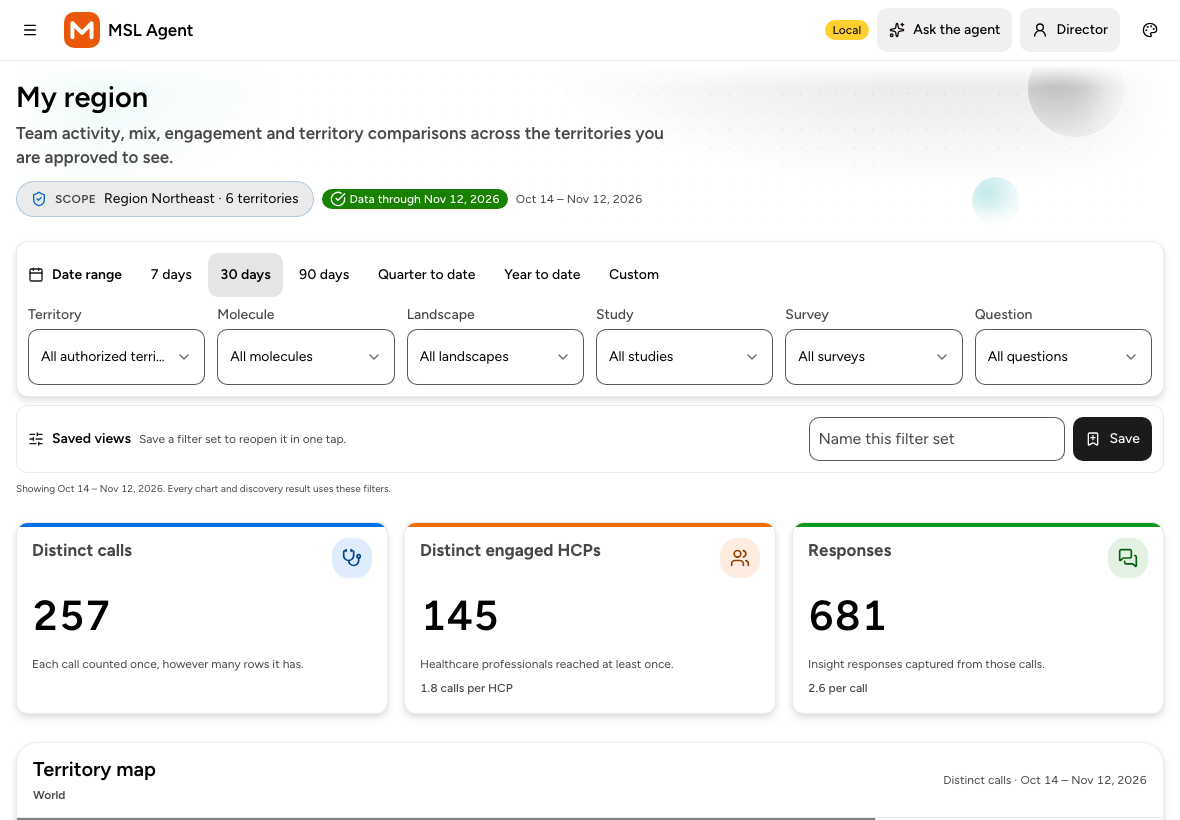 MSL Agent
Local
Ask the agent
Director
My region
Team activity, mix, engagement and territory comparisons across the territories you
are approved to see.
SCOPE Region Northeast · 6 territories
Data through Nov 12, 2026
Oct 14 – Nov 12, 2026
Date range
7 days
30 days
90 days
Quarter to date
Year to date
Custom
Territory
Molecule
Landscape
Study
Survey
Question
All authorized terri...
All molecules
All landscapes
All studies
All surveys
All questions
Saved views
Save a filter set to reopen it in one tap.
Name this filter set
Save
Showing Oct 14 – Nov 12, 2026. Every chart and discovery result uses these filters.
Distinct calls
257
Each call counted once, however many rows it has.
Distinct engaged HCPs
145
Healthcare professionals reached at least once.
1.8 calls per HCP
Responses
681
Insight responses captured from those calls.
2.6 per call
Territory map
World
Distinct calls · Oct 14 – Nov 12, 2026